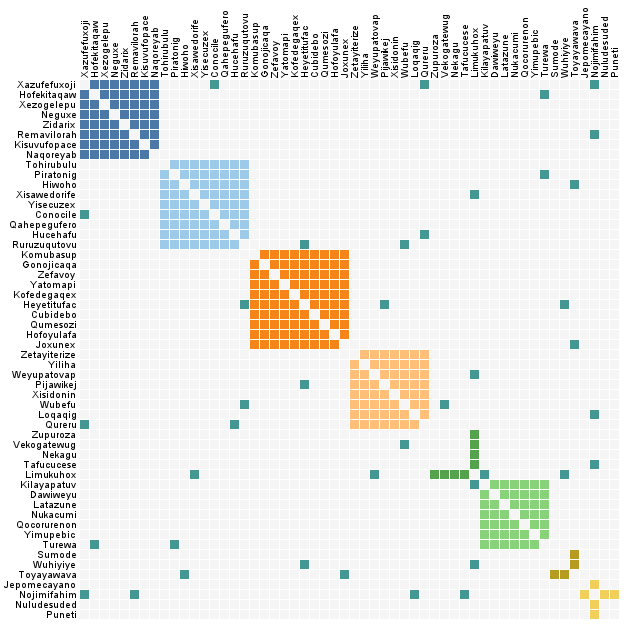 Xazufefuxoji
Hofekitaqaw
Xezogelepu
Neguxe
Zidarix
Remavilorah
Kisuvufopace
Naqoreyab
Tohirubulu
Piratonig
Hiwoho
Xisawedorife
Yisecuzex
Conocile
Qahepegufero
Hucehafu
Ruruzuqutovu
Komubasup
Gonojicaqa
Zefavoy
Yatomapi
Kofedegaqex
Heyetitufac
Cubidebo
Qumesozi
Hofoyulafa
Joxunex
Zetayiterize
Yiliha
Weyupatovap
Pijawikej
Xisidonin
Wubefu
Loqaqig
Qureru
Zupuroza
Vekogatewug
Nekagu
Tafucucese
Limukuhox
Kilayapatuv
Dawiweyu
Latazune
Nukacumi
Qocorurenon
Yimupebic
Turewa
Sumode
Wuhiyiye
Toyayawava
Jepomecayano
Nojimifahim
Nuludesuded
Puneti
Xazufefuxoji
Hofekitaqaw
Xezogelepu
Neguxe
Zidarix
Remavilorah
Kisuvufopace
Naqoreyab
Tohirubulu
Piratonig
Hiwoho
Xisawedorife
Yisecuzex
Conocile
Qahepegufero
Hucehafu
Ruruzuqutovu
Komubasup
Gonojicaqa
Zefavoy
Yatomapi
Kofedegaqex
Heyetitufac
Cubidebo
Qumesozi
Hofoyulafa
Joxunex
Zetayiterize
Yiliha
Weyupatovap
Pijawikej
Xisidonin
Wubefu
Loqaqig
Qureru
Zupuroza
Vekogatewug
Nekagu
Tafucucese
Limukuhox
Kilayapatuv
Dawiweyu
Latazune
Nukacumi
Qocorurenon
Yimupebic
Turewa
Sumode
Wuhiyiye
Toyayawava
Jepomecayano
Nojimifahim
Nuludesuded
Puneti